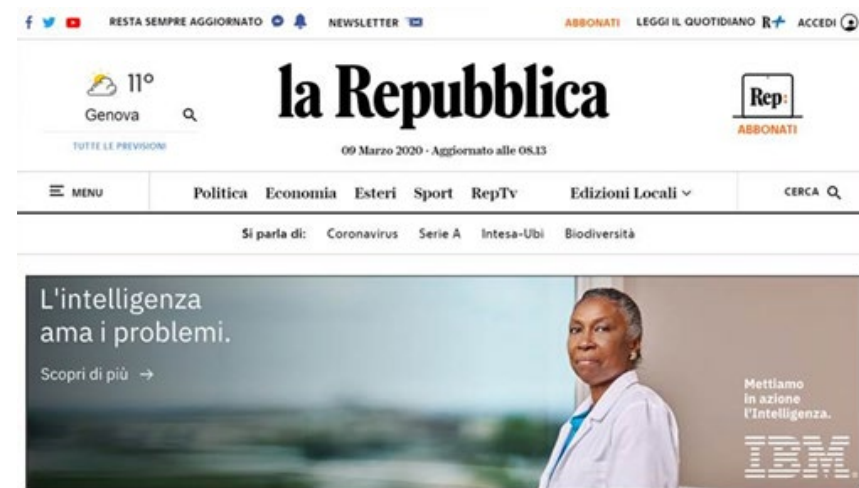 RESTA SEMPRE AGGIORNATO NEWSLETTER ABBONATI LEGGI IL QUOTIDIANO R+ ACCEDI
11°
Genova
TUTTE LE PREVISIONI
la Repubblica
09 Marzo 2020 - Aggiornato alle 08.13
Rep:
ABBONATI
MENU Politica Economia Esteri Sport RepTv Edizioni Locali CERCA
Si parla di: Coronavirus Serie A Intesa-Ubi Biodiversità
L'intelligenza
ama i problemi.
Scopri di più →
Mettiamo
in azione
l'Intelligenza.
IBM.